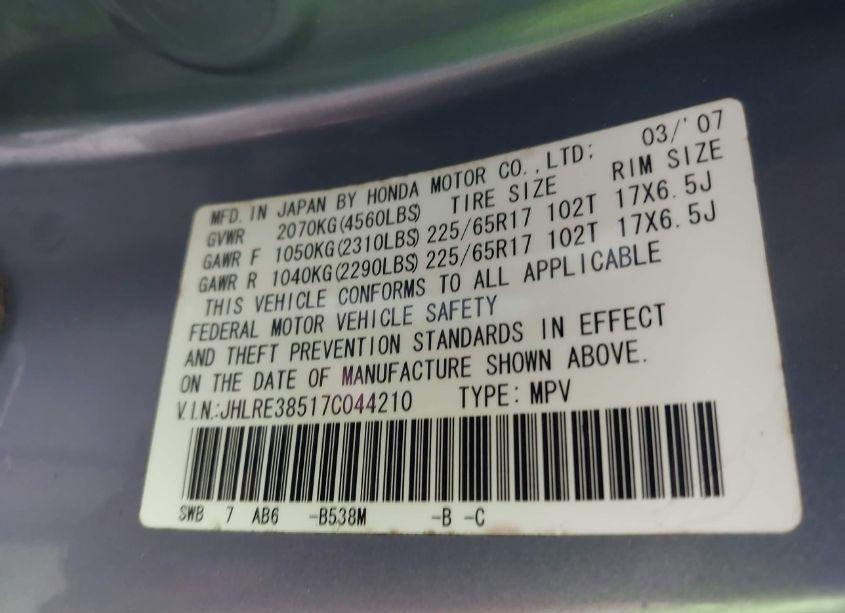 MFD. IN JAPAN BY HONDA MOTOR CO., LTD: 03/'07
GVWR 2070KG(4560LBS) TIRE SIZE RIM SIZE
GAWR F 1050KG(2310LBS) 225/65R17 102T 17X6.5J
GAWR R 1040KG(2290LBS) 225/65R17 102T 17X6.5J
THIS VEHICLE CONFORMS TO ALL APPLICABLE
FEDERAL MOTOR VEHICLE SAFETY
AND THEFT PREVENTION STANDARDS IN EFFECT
ON THE DATE OF MANUFACTURE SHOWN ABOVE.
V.I.N.:JHLRE38517C044210 TYPE: MPV
SWB 7 AB6 -B538M -B -C